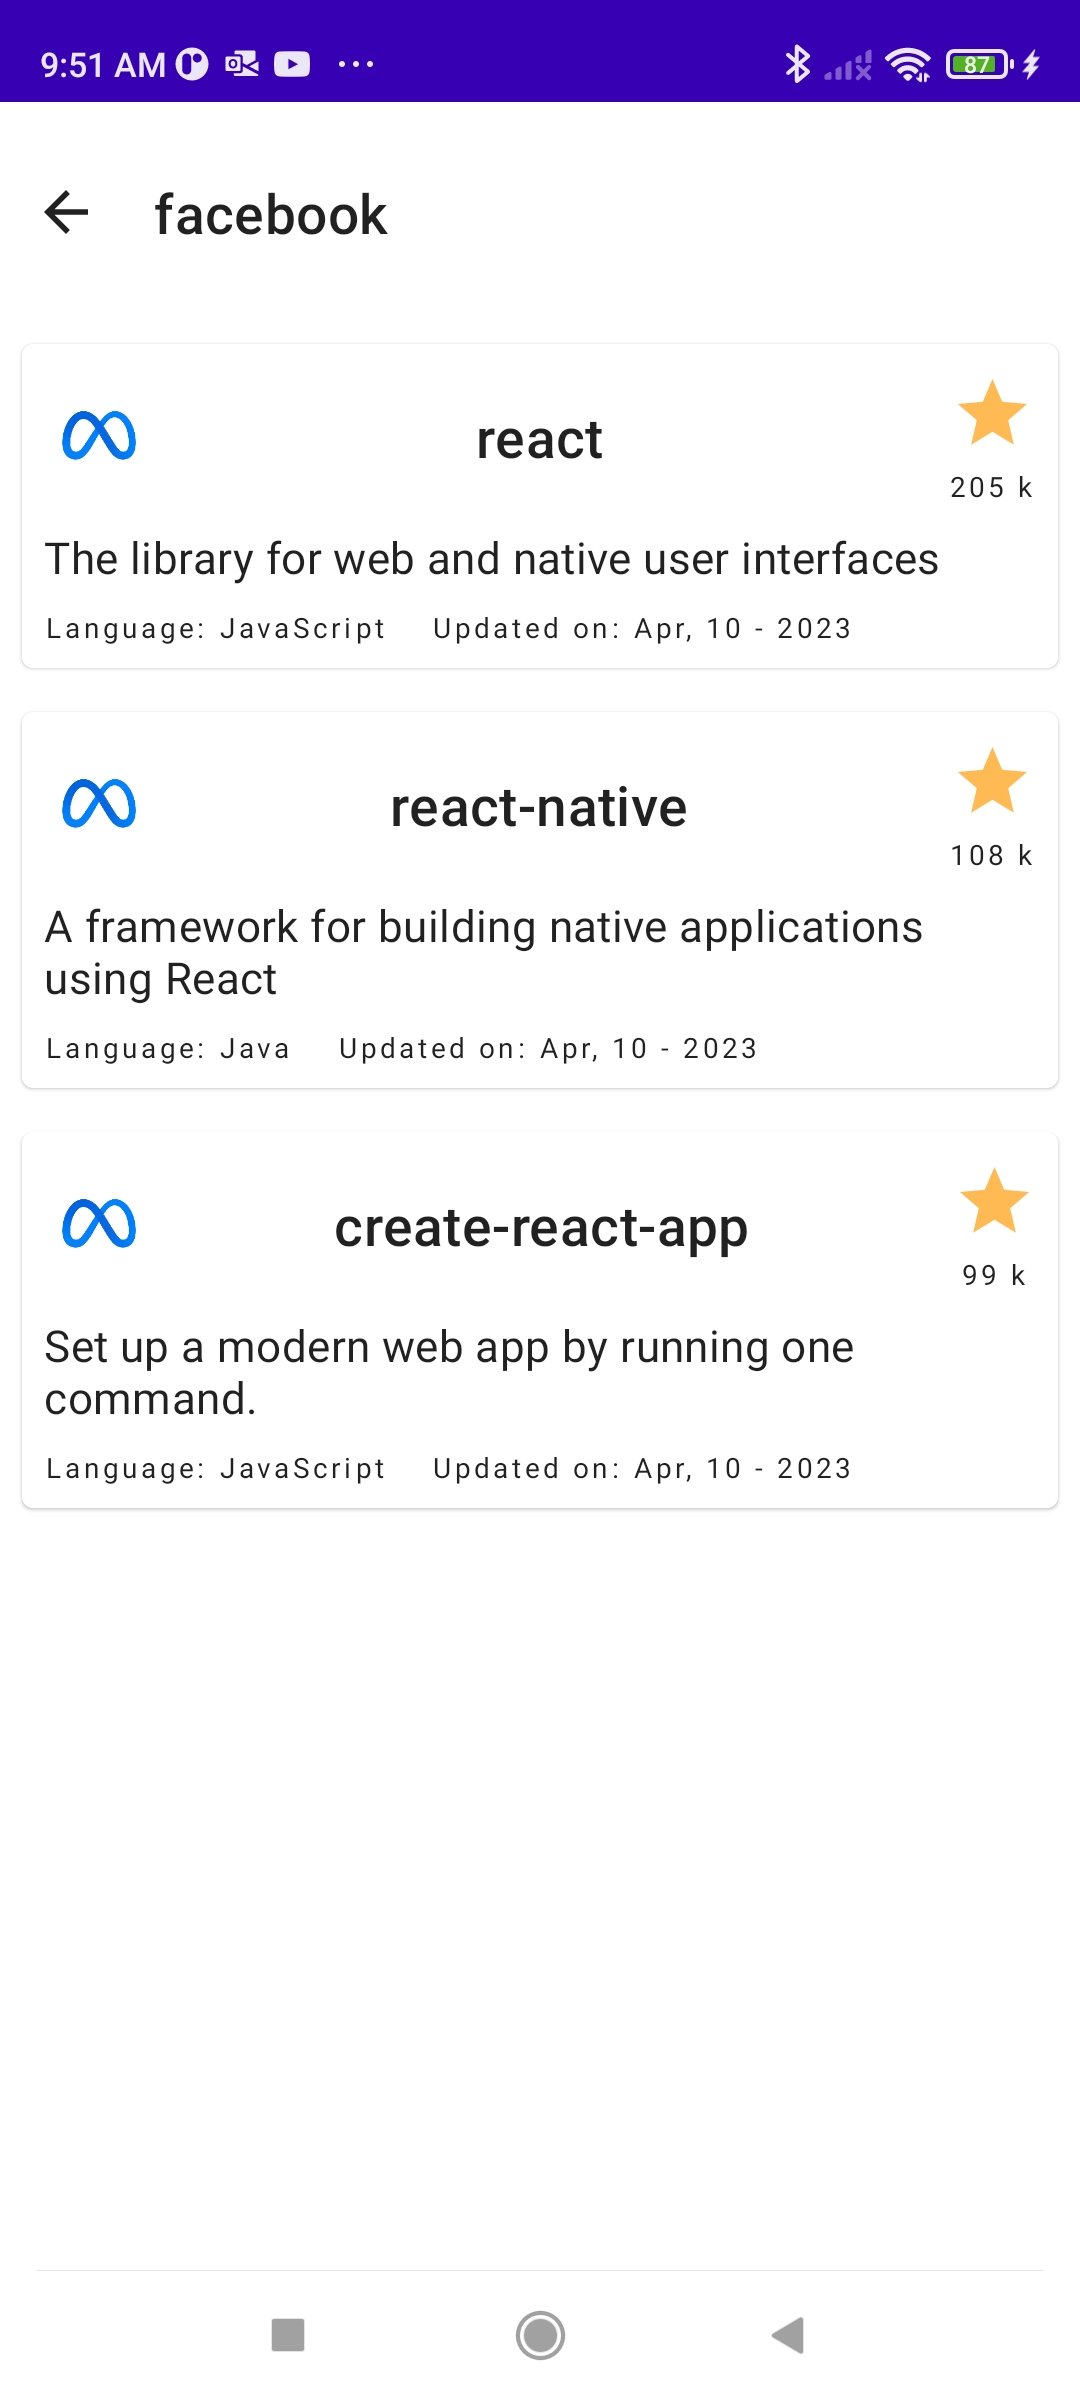 9:51 AM
87
facebook
react
205 k
The library for web and native user interfaces
Language: JavaScript Updated on: Apr, 10 - 2023
react-native
108 k
A framework for building native applications
using React
Language: Java Updated on: Apr, 10 - 2023
create-react-app
99 k
Set up a modern web app by running one
command.
Language: JavaScript Updated on: Apr, 10 - 2023